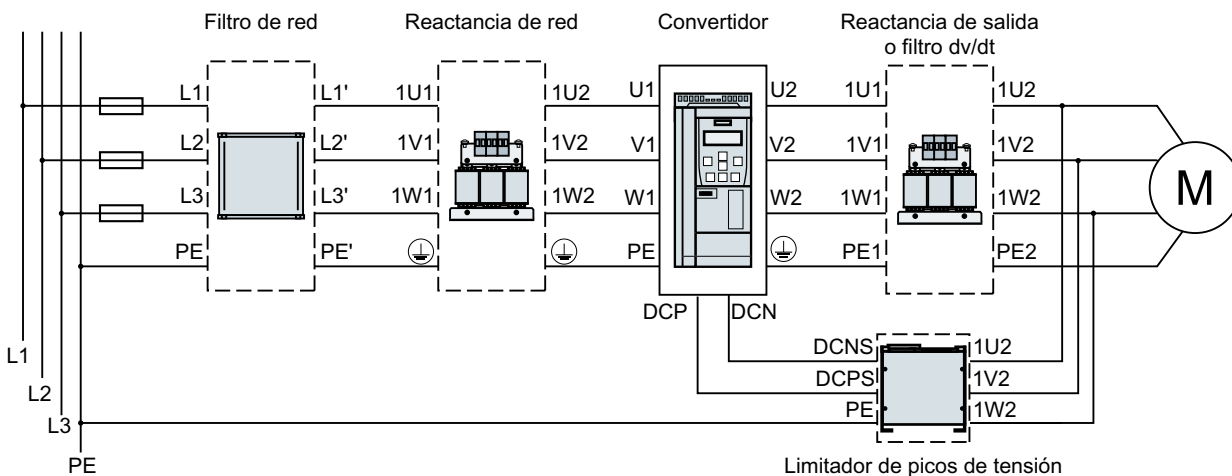 Filtro de red Reactancia de red Convertidor Reactancia de salida
o filtro dv/dt
L1 L1' 1U1 1U2 U1 U2 1U1 1U2
L2 L2' 1V1 1V2 V1 V2 1V1 1V2
L3 L3' 1W1 1W2 W1 W2 1W1 1W2
M
PE PE' PE PE1 PE2
DCP DCN
L1 DCNS 1U2
L2 DCPS 1V2
L3 PE 1W2
PE Limitador de picos de tensión